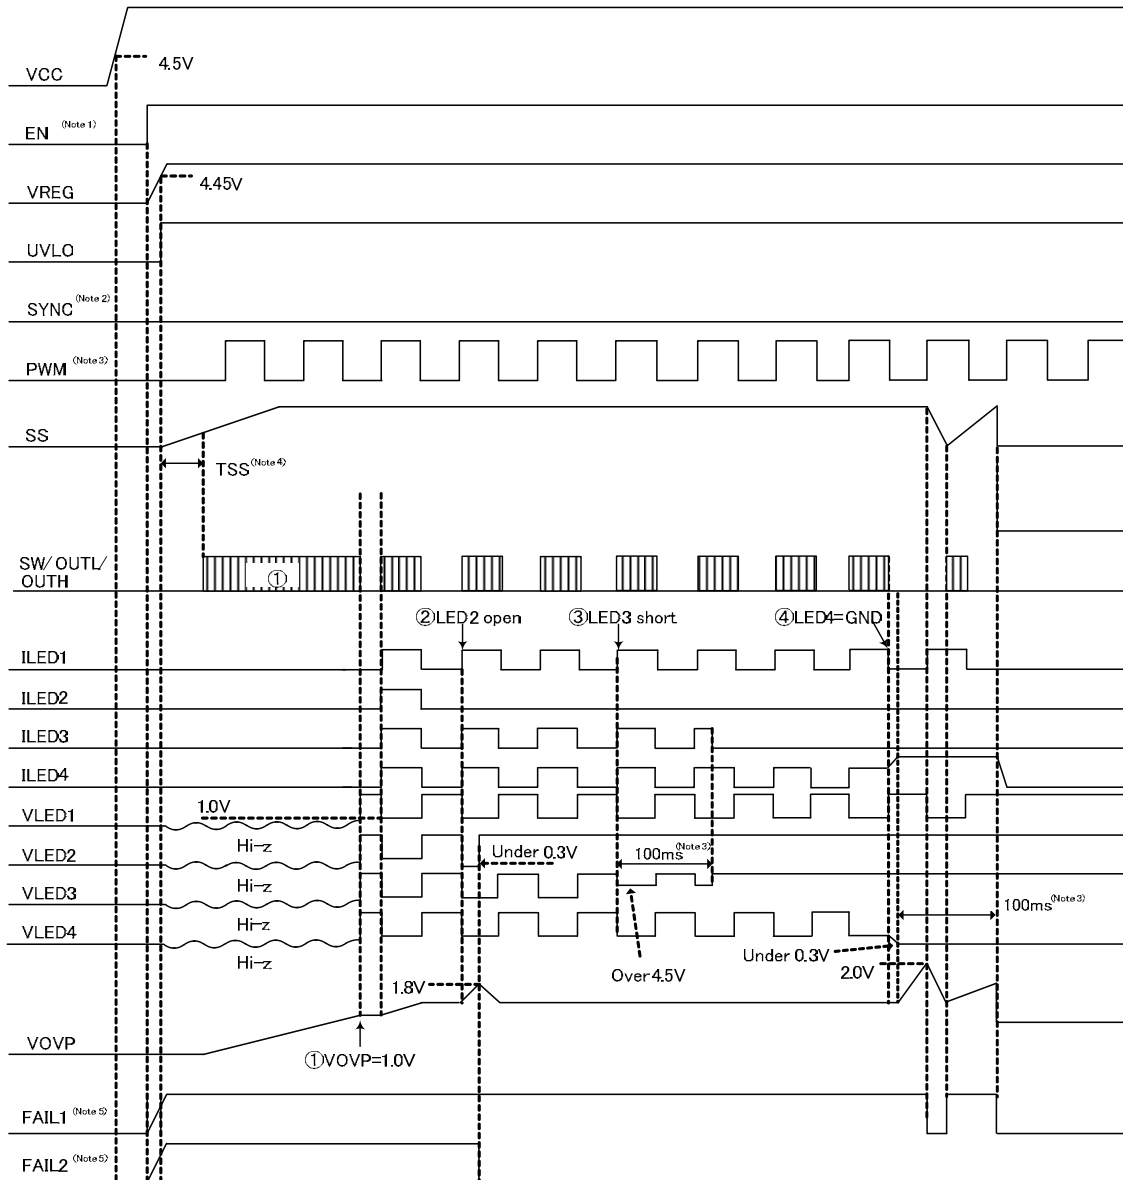 VCC
4.5V
EN (Note 1)
VREG
4.45V
UVLO
SYNC (Note 2)
PWM (Note 3)
SS
TSS (Note 4)
SW/OUTL/
OUTH
①
②LED2 open
③LED3 short
④LED4=GND
ILED1
ILED2
ILED3
ILED4
VLED1
1.0V
Hi-z
VLED2
Under 0.3V
100ms (Note 3)
Hi-z
VLED3
Hi-z
100ms (Note 3)
VLED4
Hi-z
Over 4.5V
Under 0.3V
2.0V
1.8V
VOVP
①VOVP=1.0V
FAIL1 (Note 5)
FAIL2 (Note 5)